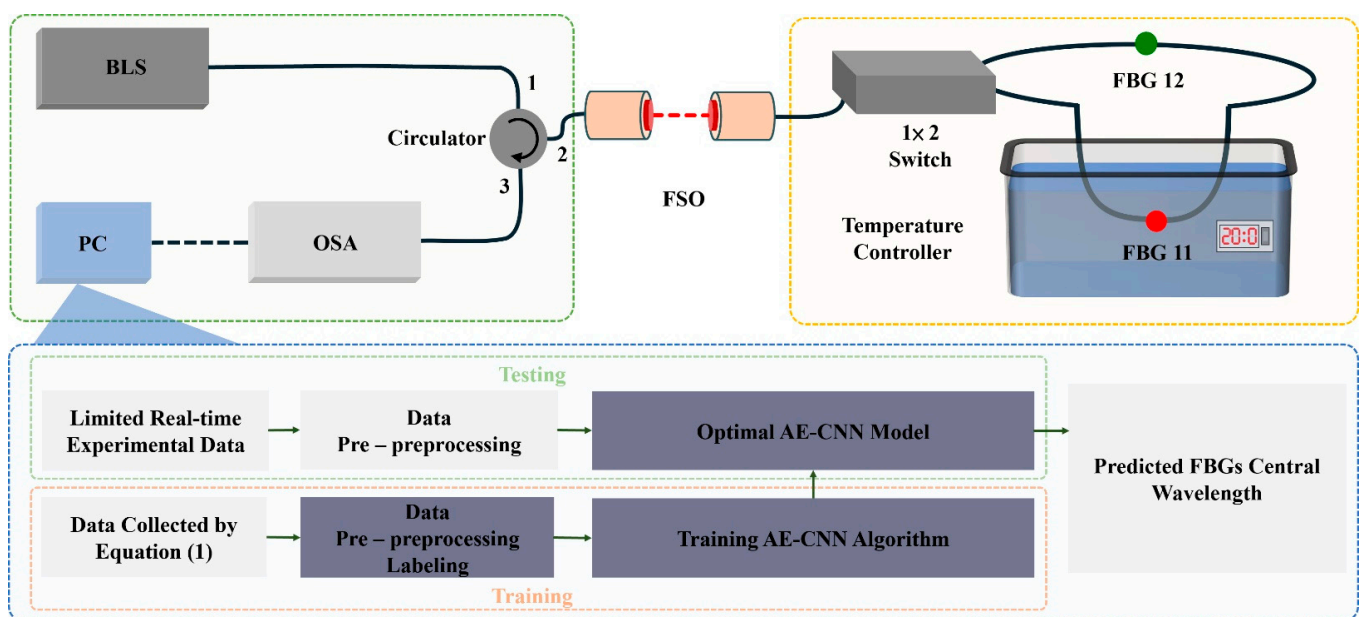 BLS
1
Circulator
2
3
PC
OSA
FSO
1× 2
Switch
FBG 12
Temperature
Controller
FBG 11
20:0
Testing
Limited Real-time
Experimental Data
Data
Pre – preprocessing
Optimal AE-CNN Model
Predicted FBGs Central
Wavelength
Data Collected by
Equation (1)
Data
Pre – preprocessing
Labeling
Training AE-CNN Algorithm
Training